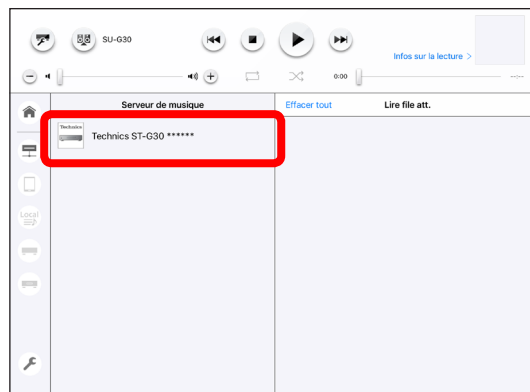 SU-G30
Infos sur la lecture >
0:00
--:--
Serveur de musique
Effacer tout
Lire file att.
Technics
Technics ST-G30 ******
Local